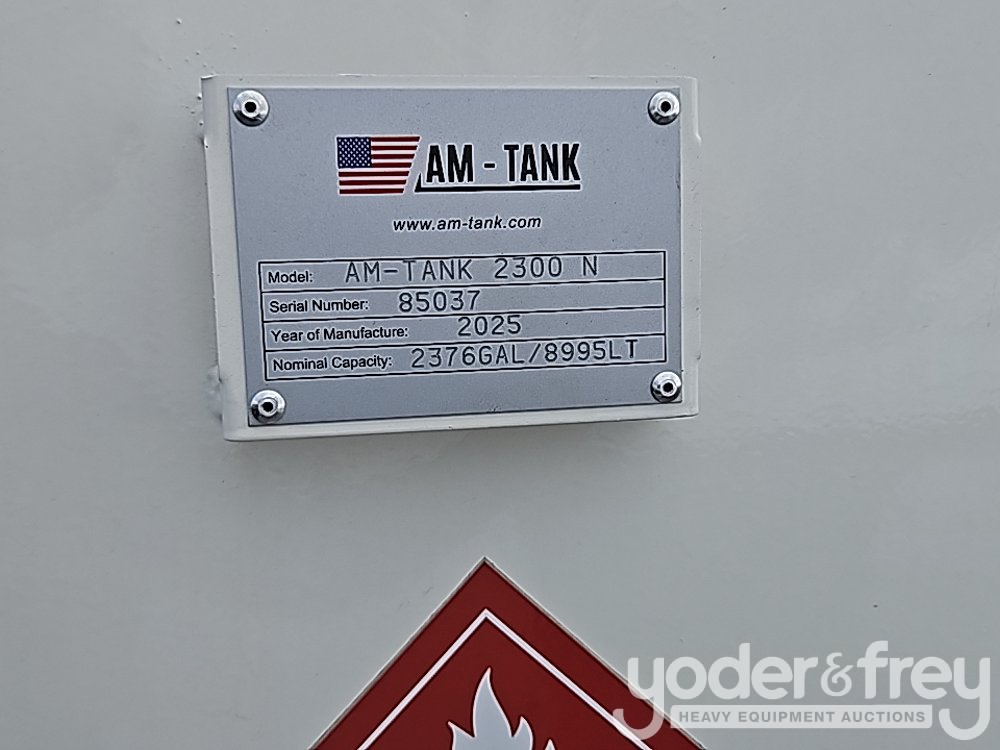 AM - TANK
www.am-tank.com
Model: AM-TANK 2300 N
Serial Number: 85037
Year of Manufacture: 2025
Nominal Capacity: 2376GAL/8995LT
yoder&frey
HEAVY EQUIPMENT AUCTIONS